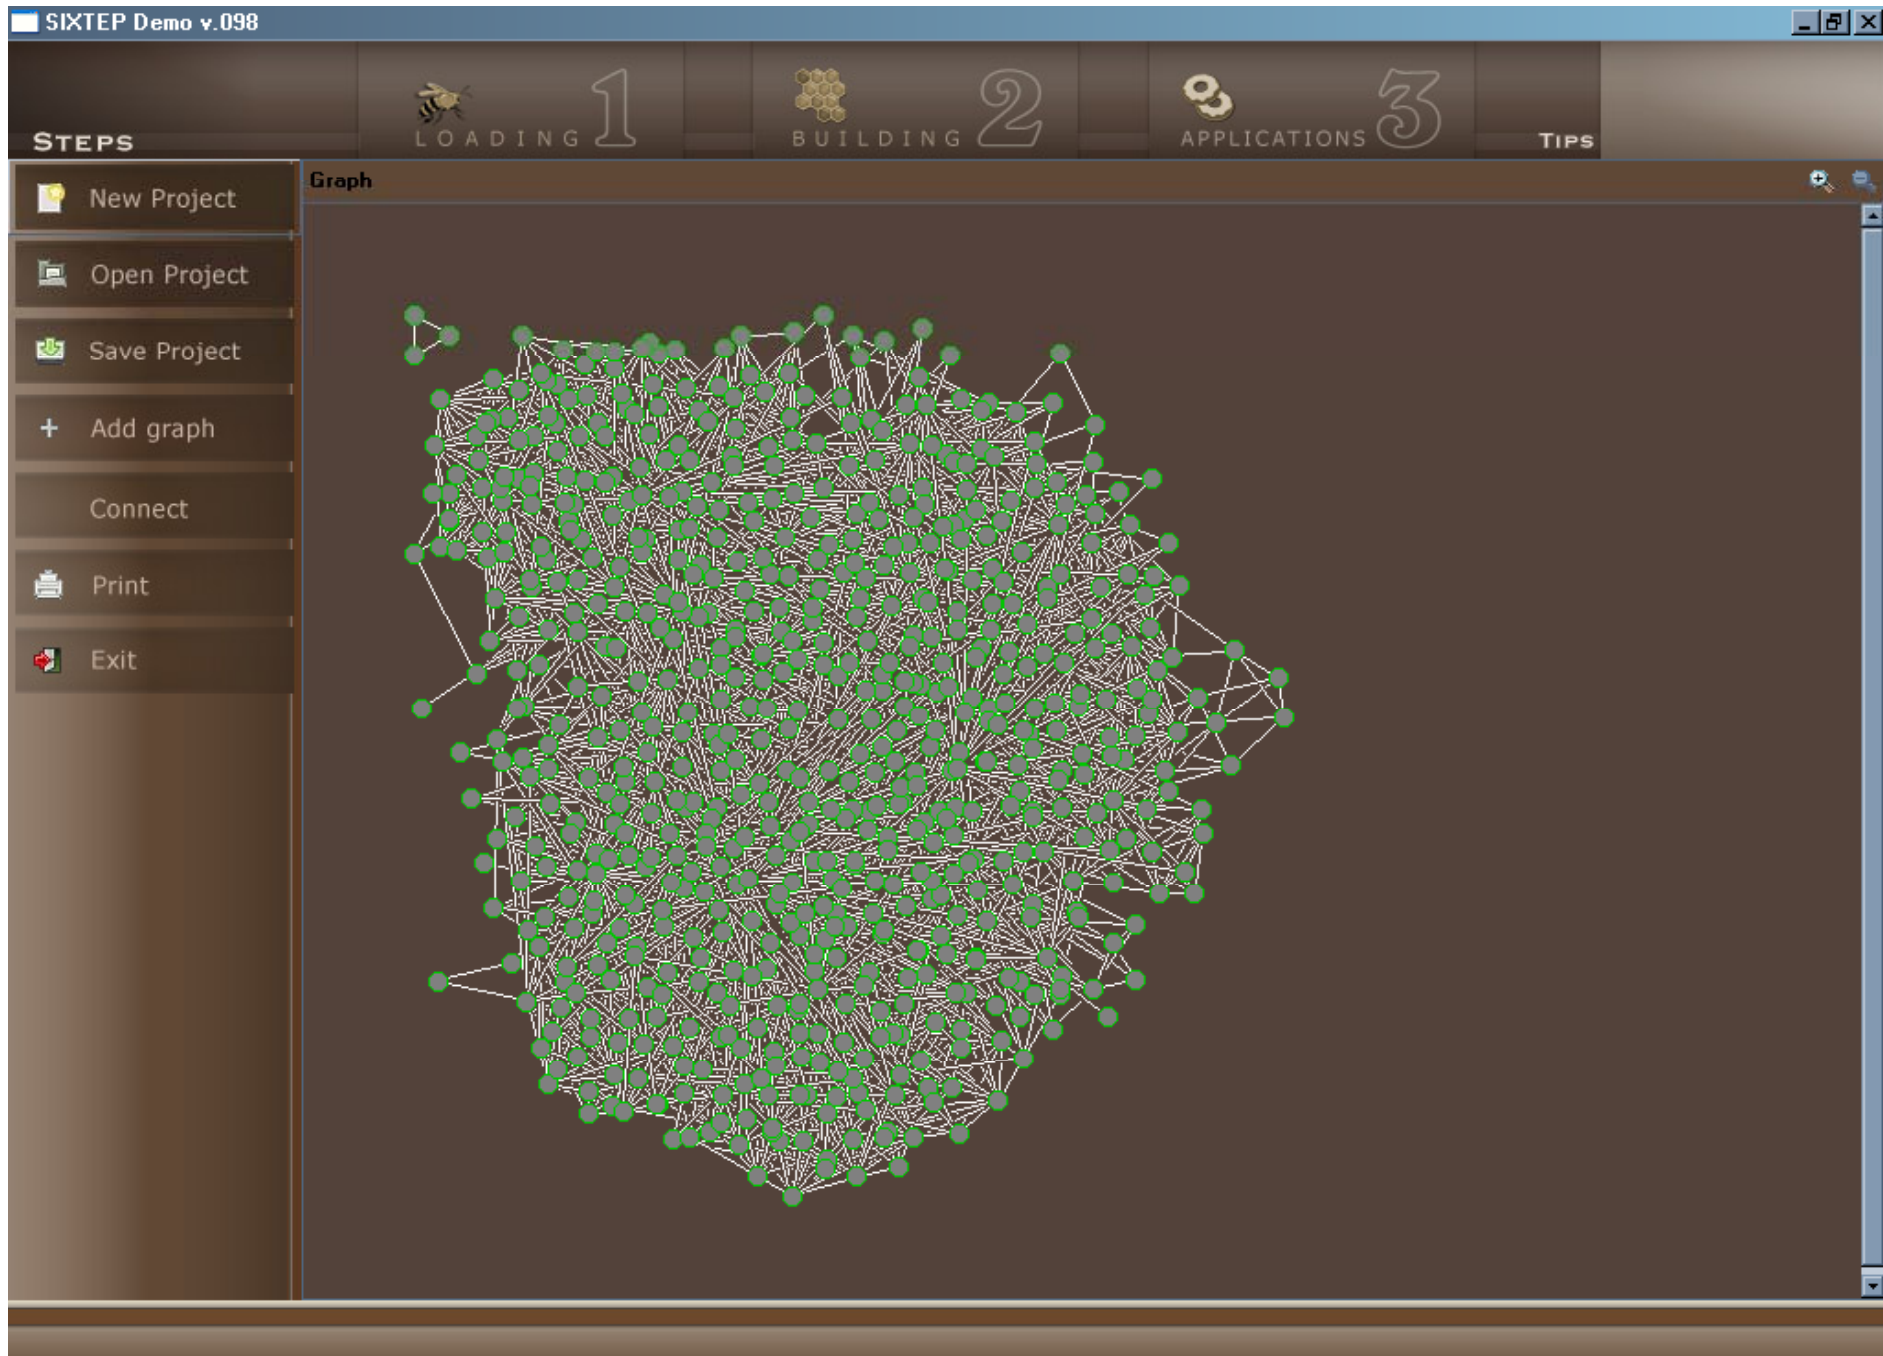 SIXTEP Demo v.098
STEPS
LOADING 1
BUILDING 2
APPLICATIONS 3
TIPS
New Project
Open Project
Save Project
Add graph
Connect
Print
Exit
Graph